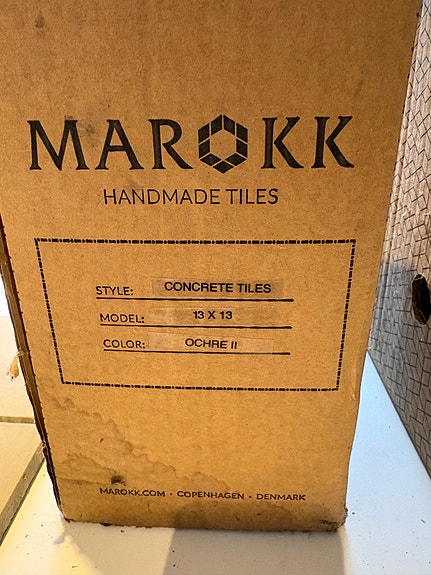 MAROKK
HANDMADE TILES
STYLE: CONCRETE TILES
MODEL: 13 X 13
COLOR: OCHRE II
MAROKK.COM • COPENHAGEN • DENMARK